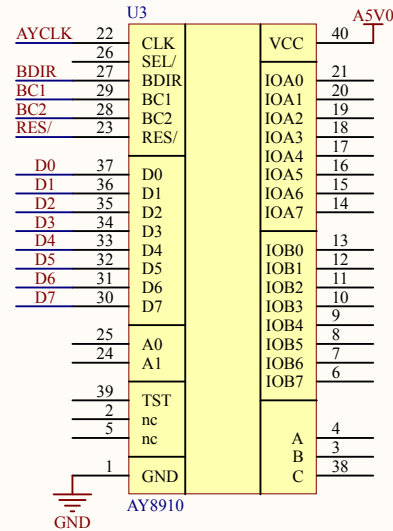 U3
A5V0
AYCLK 22 CLK VCC 40
26 SEL/
BDIR 27 BDIR IOA0 21
BC1 29 BC1 IOA1 20
BC2 28 BC2 IOA2 19
RES/ 23 RES/ IOA3 18
IOA4 17
D0 37 D0 IOA5 16
D1 36 D1 IOA6 15
D2 35 D2 IOA7 14
D3 34 D3
D4 33 D4 IOB0 13
D5 32 D5 IOB1 12
D6 31 D6 IOB2 11
D7 30 D7 IOB3 10
IOB4 9
25 A0 IOB5 8
24 A1 IOB6 7
IOB7 6
39 TST
2 nc
5 nc A 4
B 3
1 GND C 38
GND AY8910